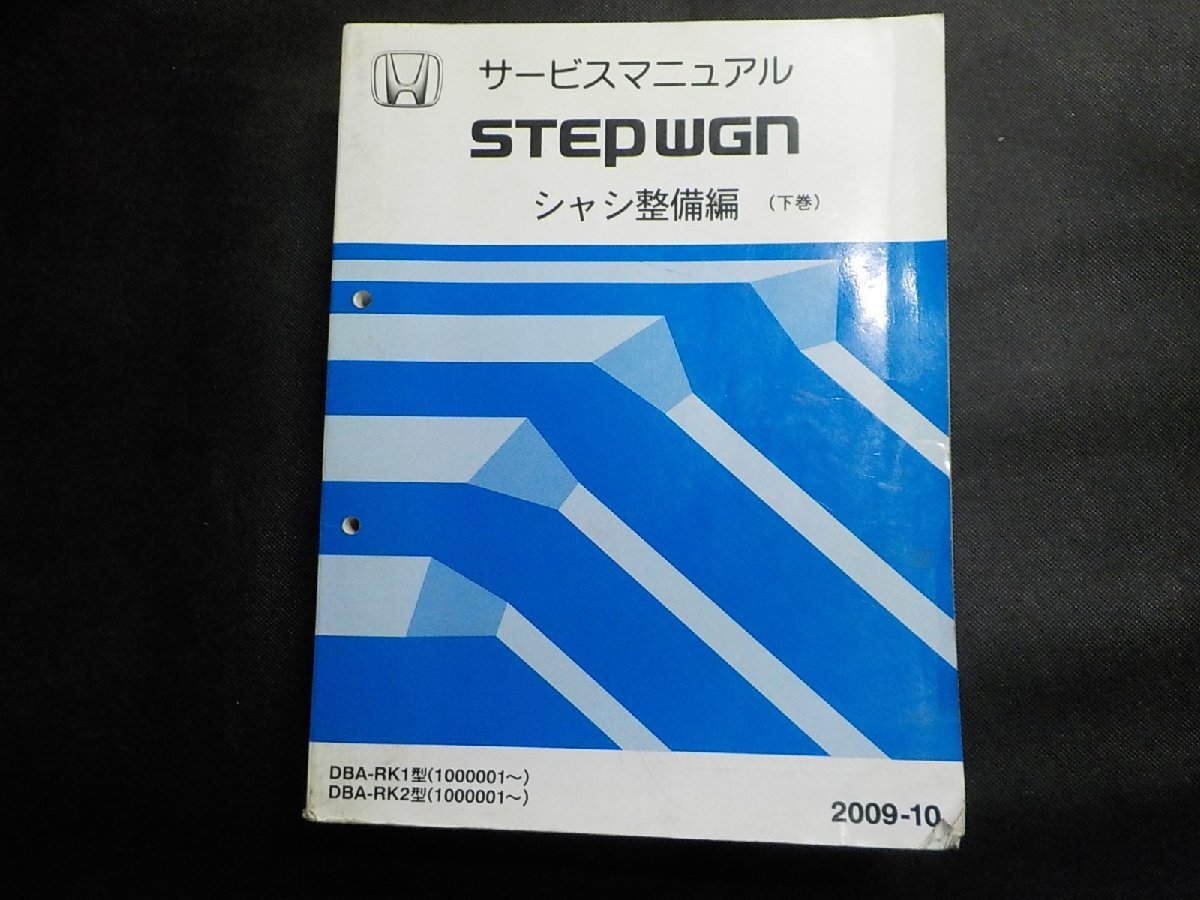 サービスマニュアル
STEP WGN
シャシ整備編 (下巻)
DBA-RK1型(1000001～)
DBA-RK2型(1000001～)
2009-10